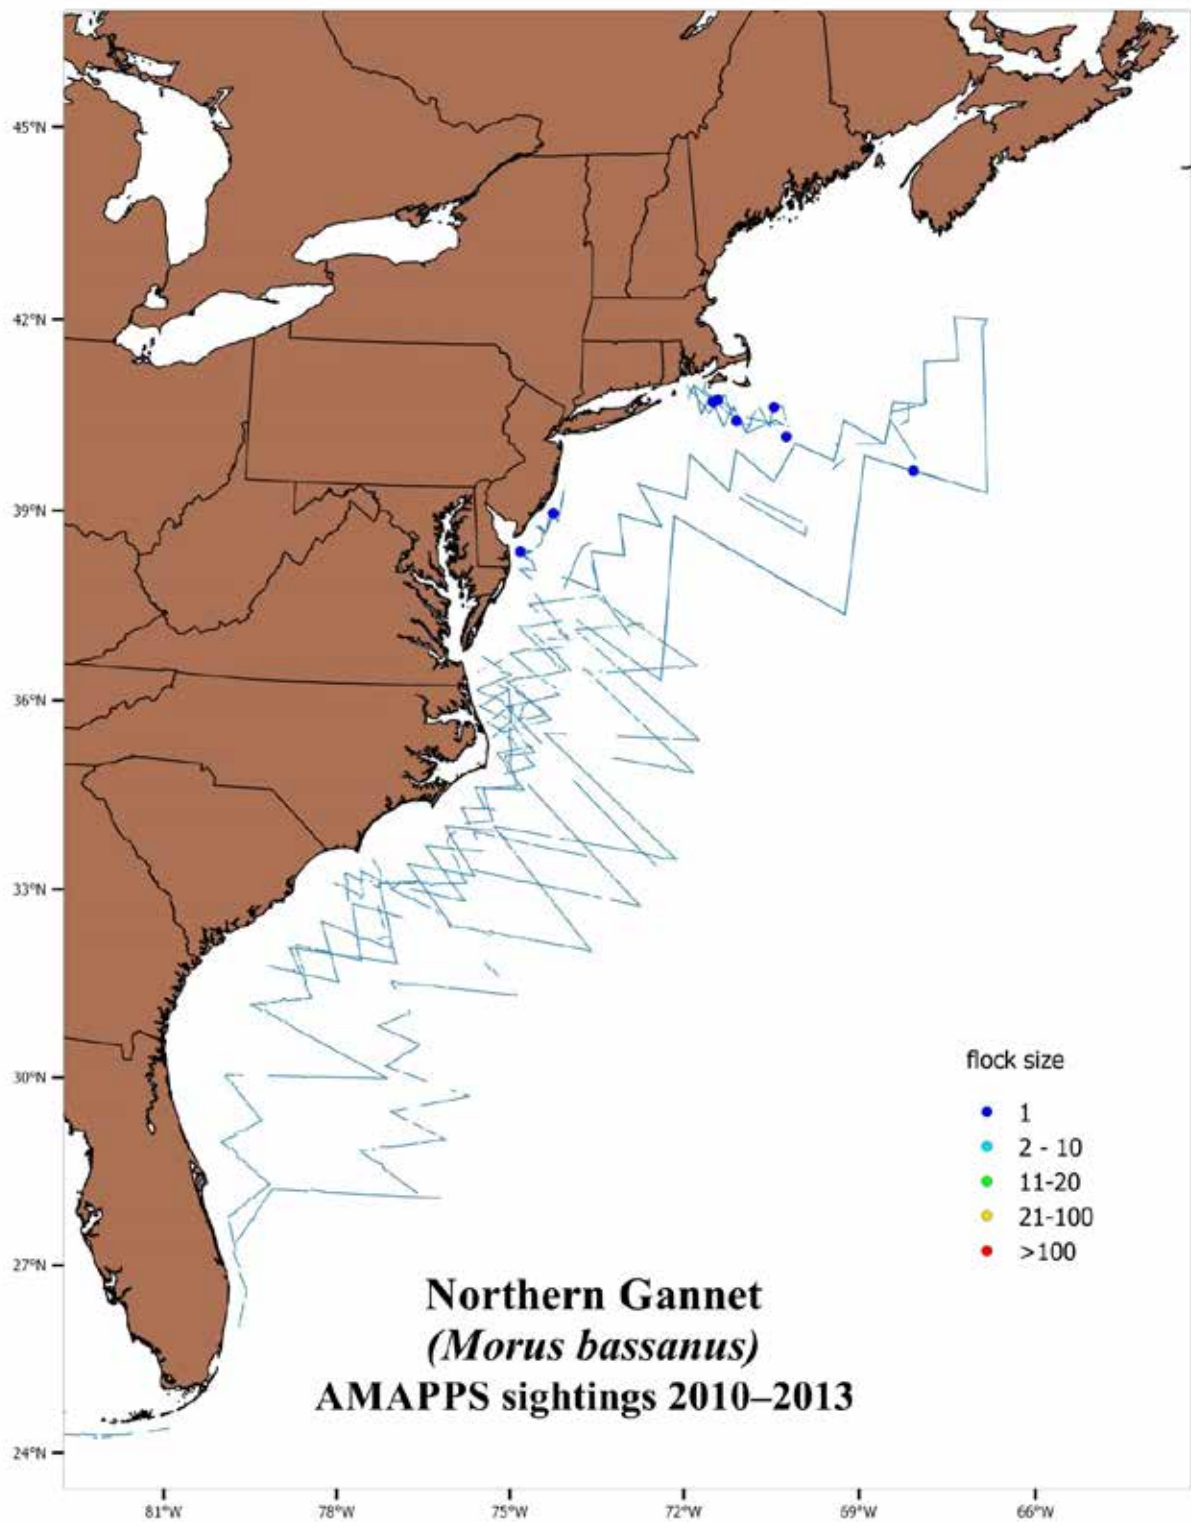 45°N
42°N
39°N
36°N
33°N
30°N
flock size
1
2 - 10
11-20
21-100
>100
27°N
Northern Gannet
(Morus bassanus)
AMAPPS sightings 2010–2013
24°N
81°W 78°W 75°W 72°W 69°W 66°W